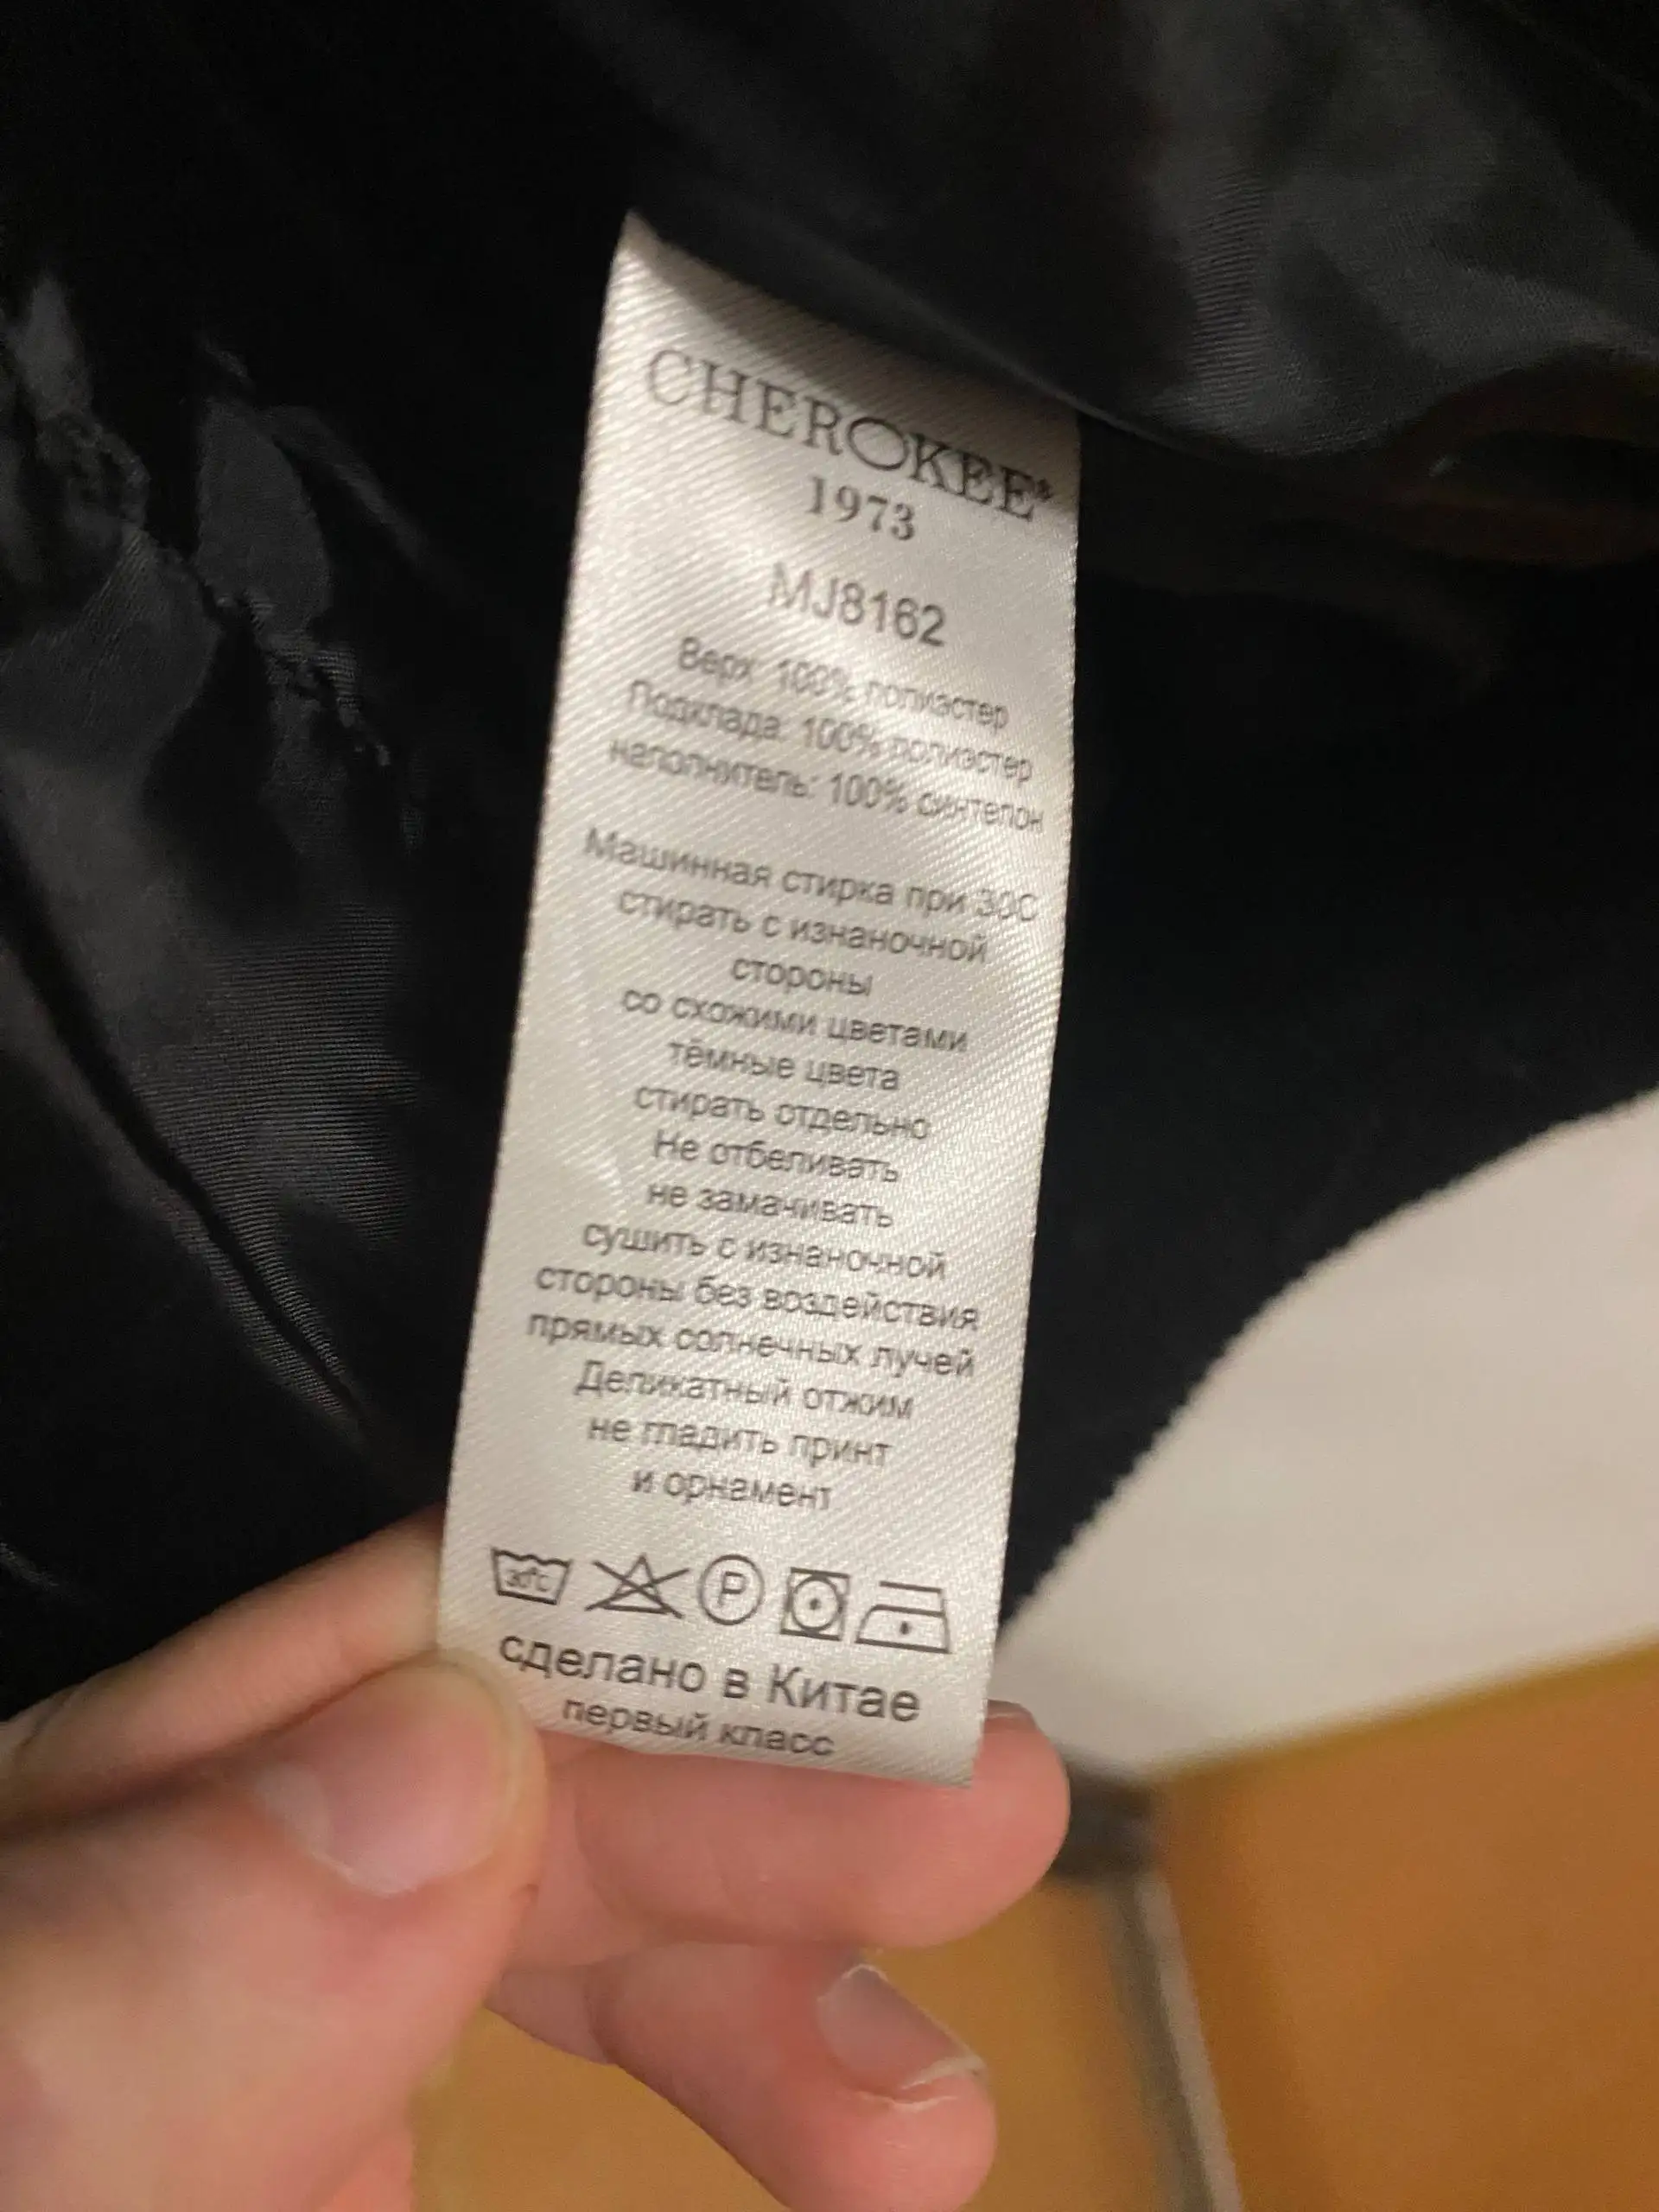 CHEROKEE®
1973
MJ8162
Верх: 100% полиэстер
Подклада: 100% полиэстер
наполнитель: 100% синтепон
Машинная стирка при 30С
стирать с изнаночной
стороны
со схожими цветами
тёмные цвета
стирать отдельно
Не отбеливать
не замачивать
сушить с изнаночной
стороны без воздействия
прямых солнечных лучей
Деликатный отжим
не гладить принт
и орнамент
30°C P
сделано в Китае
первый класс